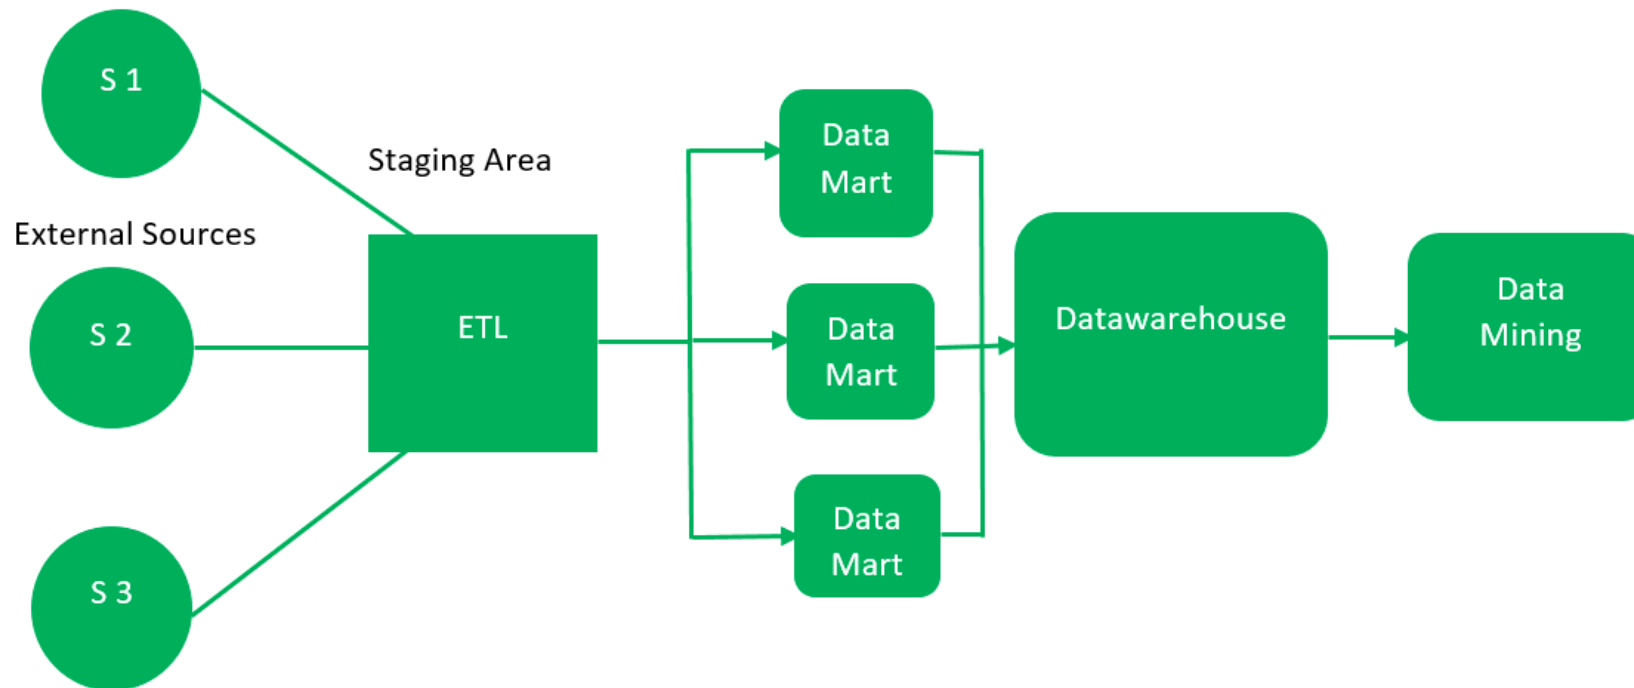 S 1
Staging Area
External Sources
S 2
S 3
ETL
Data
Mart
Data
Mart
Data
Mart
Datawarehouse
Data
Mining